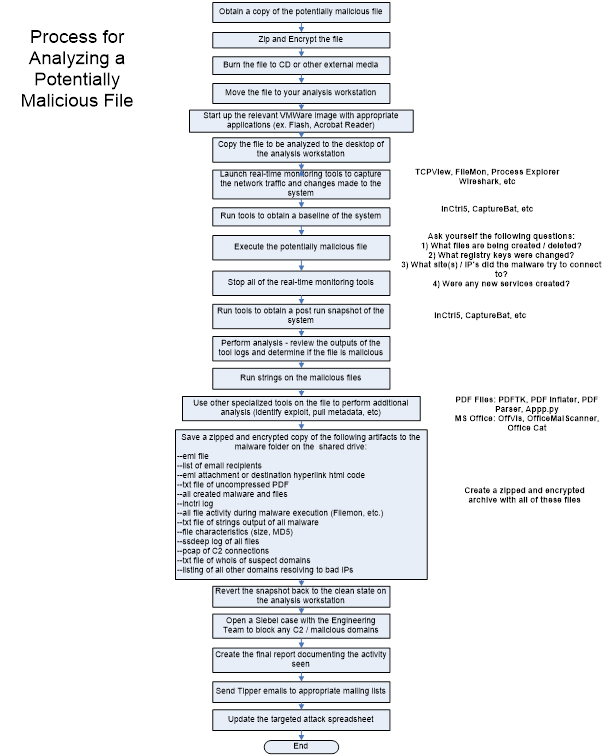 Process for
Analyzing a
Potentially
Malicious File
Obtain a copy of the potentially malicious file
Zip and Encrypt the file
Burn the file to CD or other external media
Move the file to your analysis workstation
Start up the relevant VMWare image with appropriate
applications (ex. Flash, Acrobat Reader)
Copy the file to be analyzed to the desktop of
the analysis workstation
Launch real-time monitoring tools to capture
the network traffic and changes made to the
system
TCPView, FileMon, Process Explorer
Wireshark, etc
Run tools to obtain a baseline of the system
InCtrl5, CaptureBat, etc
Execute the potentially malicious file
Ask yourself the following questions:
1) What files are being created / deleted?
2) What registry keys were changed?
3) What site(s) / IP's did the malware try to connect
to?
4) Were any new services created?
Stop all of the real-time monitoring tools
Run tools to obtain a post run snapshot of the
system
InCtrl5, CaptureBat, etc
Perform analysis - review the outputs of the
tool logs and determine if the file is malicious
Run strings on the malicious files
Use other specialized tools on the file to perform additional
analysis (identify exploit, pull metadata, etc)
PDF Files: PDFTK, PDF Inflater, PDF
Parser, Appp.py
MS Office: OffVis, OfficeMalScanner,
Office Cat
Save a zipped and encrypted copy of the following artifacts to the
malware folder on the shared drive:
--eml file
--list of email recipients
--eml attachment or destination hyperlink html code
--txt file of uncompressed PDF
--all created malware and files
--inctrl log
--all file activity during malware execution (Filemon, etc.)
--txt file of strings output of all malware
--file characteristics (size, MD5)
--ssdeep log of all files
--pcap of C2 connections
--txt file of whois of suspect domains
--listing of all other domains resolving to bad IPs
Create a zipped and encrypted
archive with all of these files
Revert the snapshot back to the clean state on
the analysis workstation
Open a Siebel case with the Engineering
Team to block any C2 / malicious domains
Create the final report documenting the activity
seen
Send Tipper emails to appropriate mailing lists
Update the targeted attack spreadsheet
End